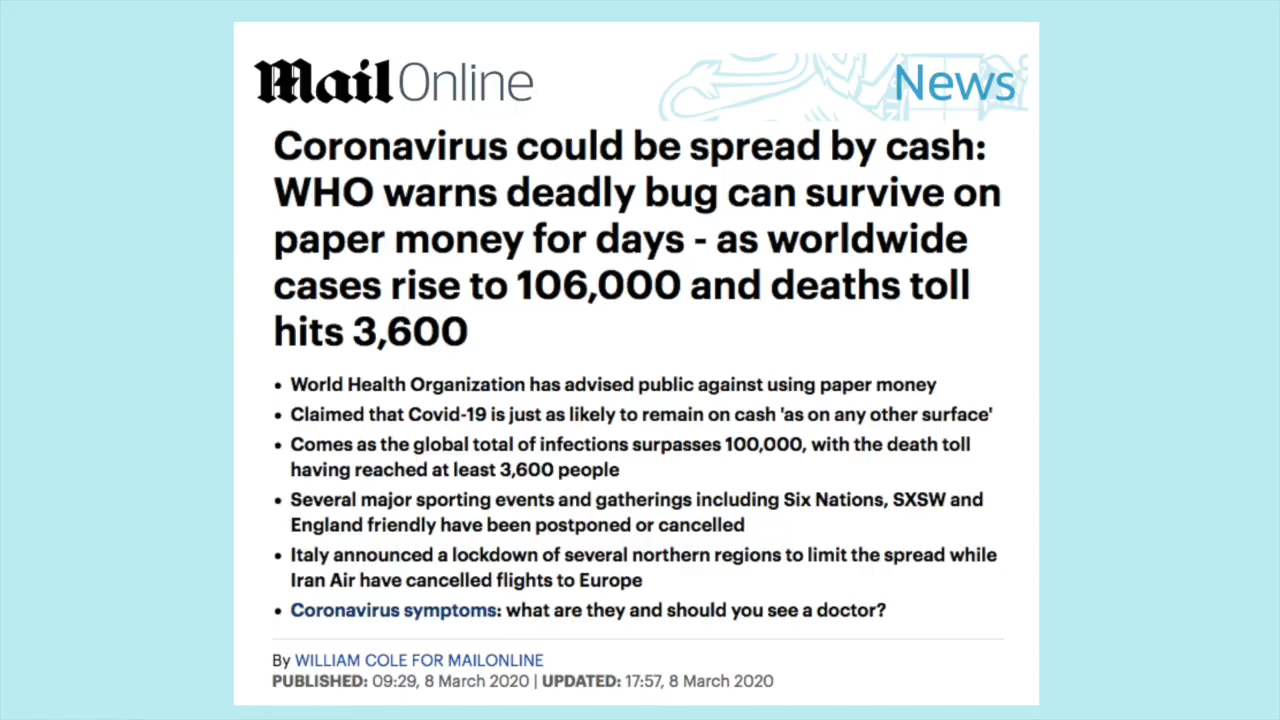 Mail Online News
Coronavirus could be spread by cash:
WHO warns deadly bug can survive on
paper money for days - as worldwide
cases rise to 106,000 and deaths toll
hits 3,600
• World Health Organization has advised public against using paper money
• Claimed that Covid-19 is just as likely to remain on cash 'as on any other surface'
• Comes as the global total of infections surpasses 100,000, with the death toll
having reached at least 3,600 people
• Several major sporting events and gatherings including Six Nations, SXSW and
England friendly have been postponed or cancelled
• Italy announced a lockdown of several northern regions to limit the spread while
Iran Air have cancelled flights to Europe
• Coronavirus symptoms: what are they and should you see a doctor?
By WILLIAM COLE FOR MAILONLINE
PUBLISHED: 09:29, 8 March 2020 | UPDATED: 17:57, 8 March 2020